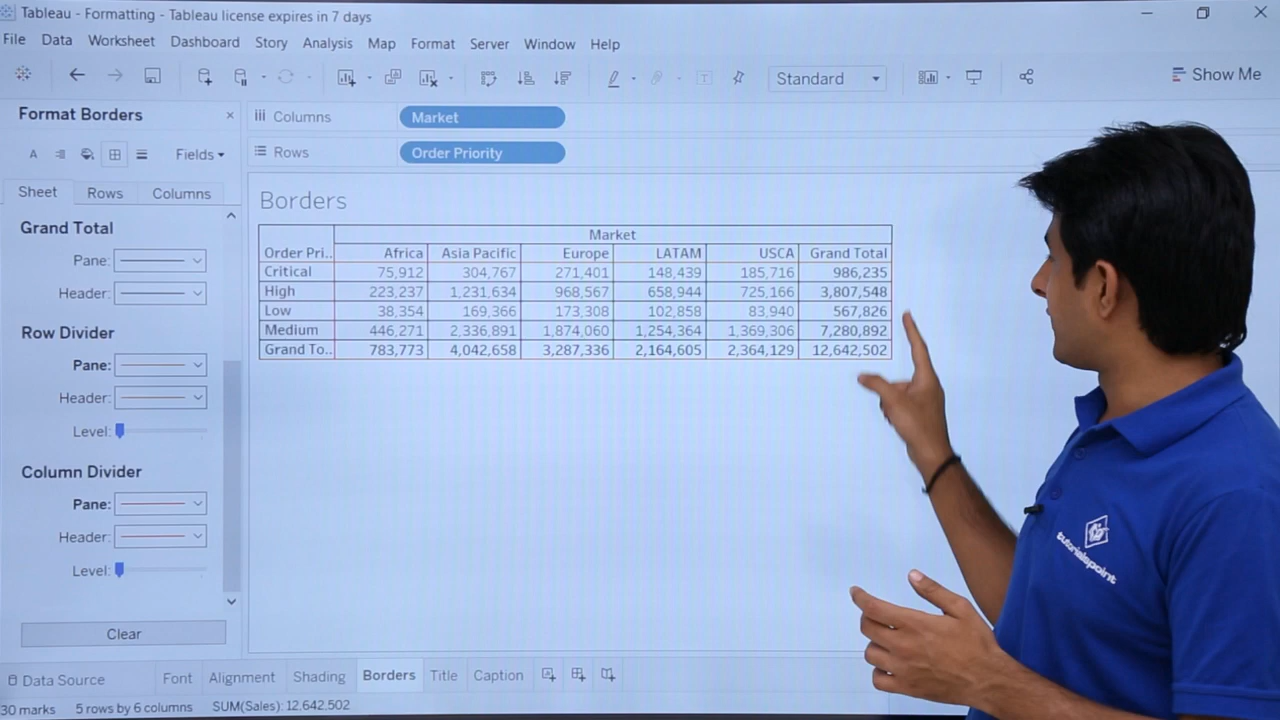 Tableau - Formatting - Tableau license expires in 7 days
File Data Worksheet Dashboard Story Analysis Map Format Server Window Help
Standard
Show Me
Format Borders
Fields
Sheet Rows Columns
Grand Total
Pane:
Header:
Row Divider
Pane:
Header:
Level:
Column Divider
Pane:
Header:
Level:
Clear
Columns Market
Rows Order Priority
Borders
Market
Order Pri.. Africa Asia Pacific Europe LATAM USCA Grand Total
Critical 75,912 304,767 271,401 148,439 185,716 986,235
High 223,237 1,231,634 968,567 658,944 725,166 3,807,548
Low 38,354 169,366 173,308 102,858 83,940 567,826
Medium 446,271 2,336,891 1,874,060 1,254,364 1,369,306 7,280,892
Grand To.. 783,773 4,042,658 3,287,336 2,164,605 2,364,129 12,642,502
tutorialspoint
Data Source Font Alignment Shading Borders Title Caption
30 marks 5 rows by 6 columns SUM(Sales): 12.642.502